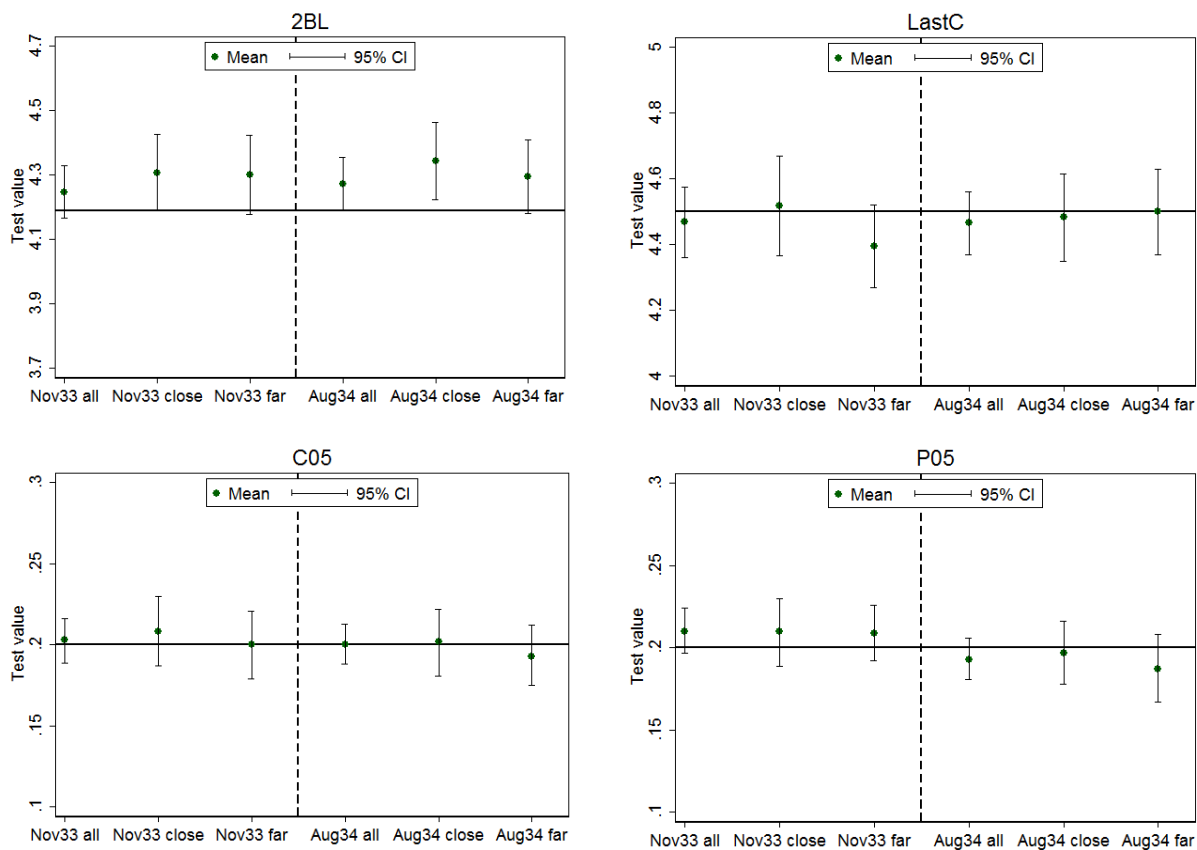 2BL
Mean 95% CI
Test value
4.7
4.5
4.3
4.1
3.9
3.7
Nov33 all Nov33 close Nov33 far Aug34 all Aug34 close Aug34 far
LastC
Mean 95% CI
Test value
5
4.8
4.6
4.4
4.2
4
Nov33 all Nov33 close Nov33 far Aug34 all Aug34 close Aug34 far
C05
Mean 95% CI
Test value
.3
.25
.2
.15
.1
Nov33 all Nov33 close Nov33 far Aug34 all Aug34 close Aug34 far
P05
Mean 95% CI
Test value
.3
.25
.2
.15
.1
Nov33 all Nov33 close Nov33 far Aug34 all Aug34 close Aug34 far